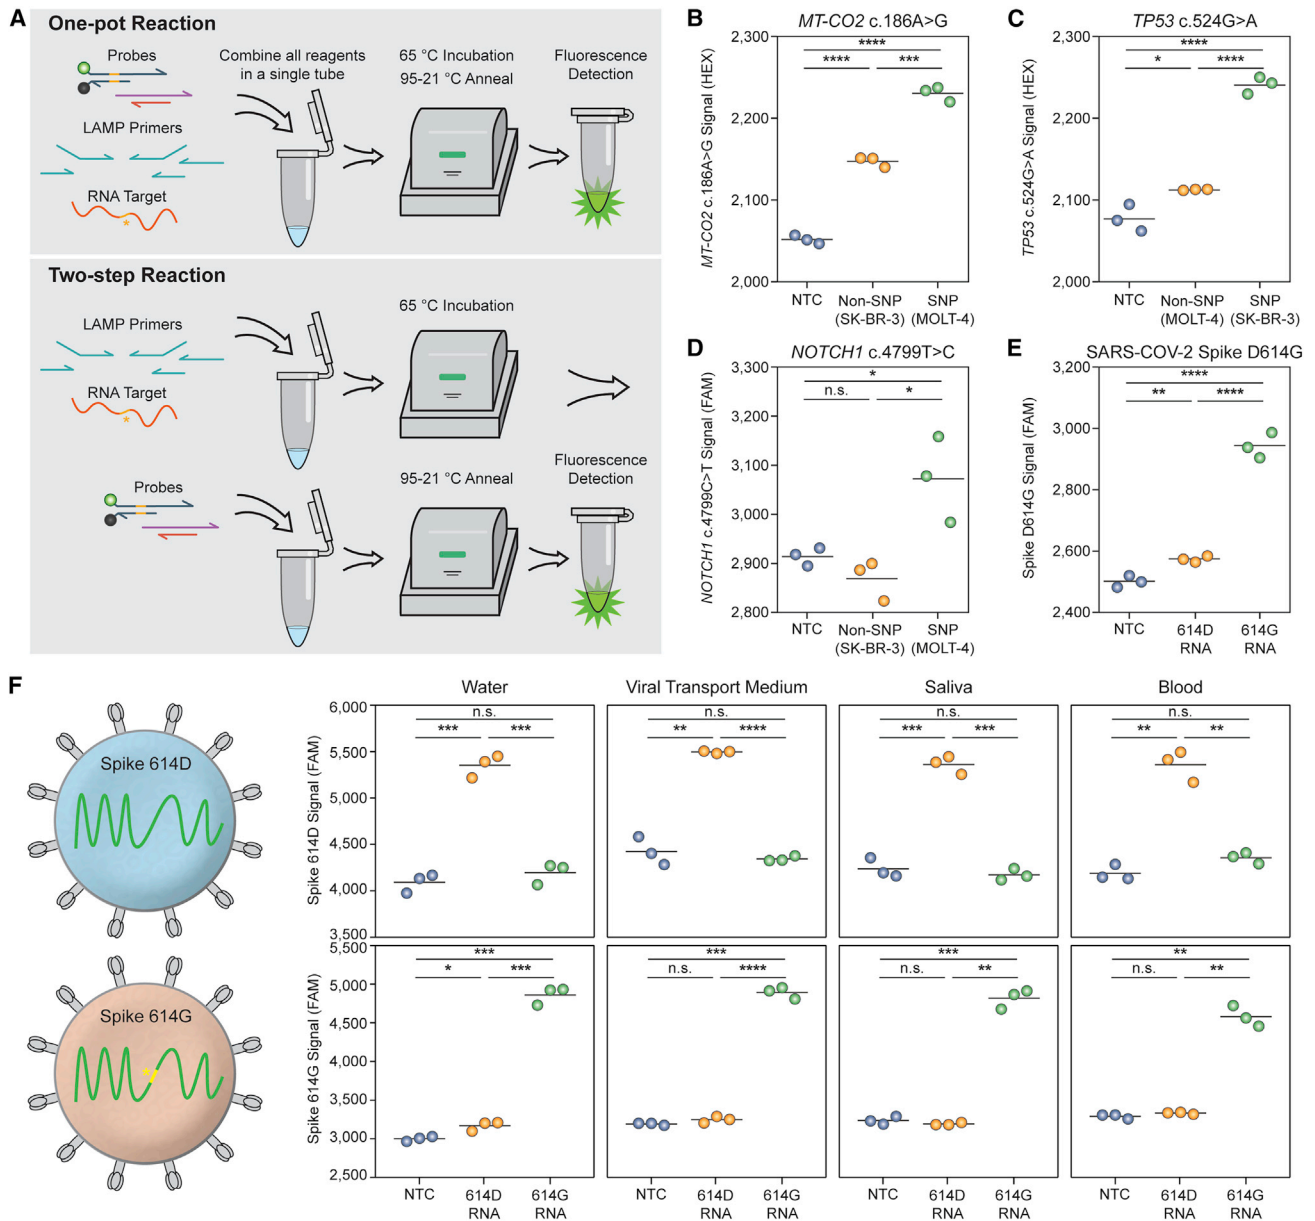 A
One-pot Reaction
Probes
LAMP Primers
RNA Target
*
Combine all reagents
in a single tube
65 °C Incubation
95-21 °C Anneal
Fluorescence
Detection
Two-step Reaction
LAMP Primers
RNA Target
*
65 °C Incubation
Probes
95-21 °C Anneal
Fluorescence
Detection
B
MT-CO2 c.186A>G
MT-CO2 c.186A>G Signal (HEX)
2,300
2,200
2,100
2,000
****
**** ***
NTC Non-SNP SNP
(SK-BR-3) (MOLT-4)
C
TP53 c.524G>A
TP53 c.524G>A Signal (HEX)
2,300
2,200
2,100
2,000
****
* ****
NTC Non-SNP SNP
(MOLT-4) (SK-BR-3)
D
NOTCH1 c.4799T>C
NOTCH1 c.4799C>T Signal (FAM)
3,300
3,200
3,100
3,000
2,900
2,800
*
n.s. *
NTC Non-SNP SNP
(SK-BR-3) (MOLT-4)
E
SARS-COV-2 Spike D614G
Spike D614G Signal (FAM)
3,200
3,000
2,800
2,600
2,400
****
** ****
NTC 614D 614G
RNA RNA
F
Spike 614D
Spike 614G
*
Water Viral Transport Medium Saliva Blood
Spike 614D Signal (FAM)
6,000
5,500
5,000
4,500
4,000
3,500
n.s. n.s. n.s. n.s.
*** *** ** **** *** *** ** **
Spike 614G Signal (FAM)
5,500
5,000
4,500
4,000
3,500
3,000
2,500
*** *** *** **
* *** n.s. **** n.s. ** n.s. **
NTC 614D 614G NTC 614D 614G NTC 614D 614G NTC 614D 614G
RNA RNA RNA RNA RNA RNA RNA RNA